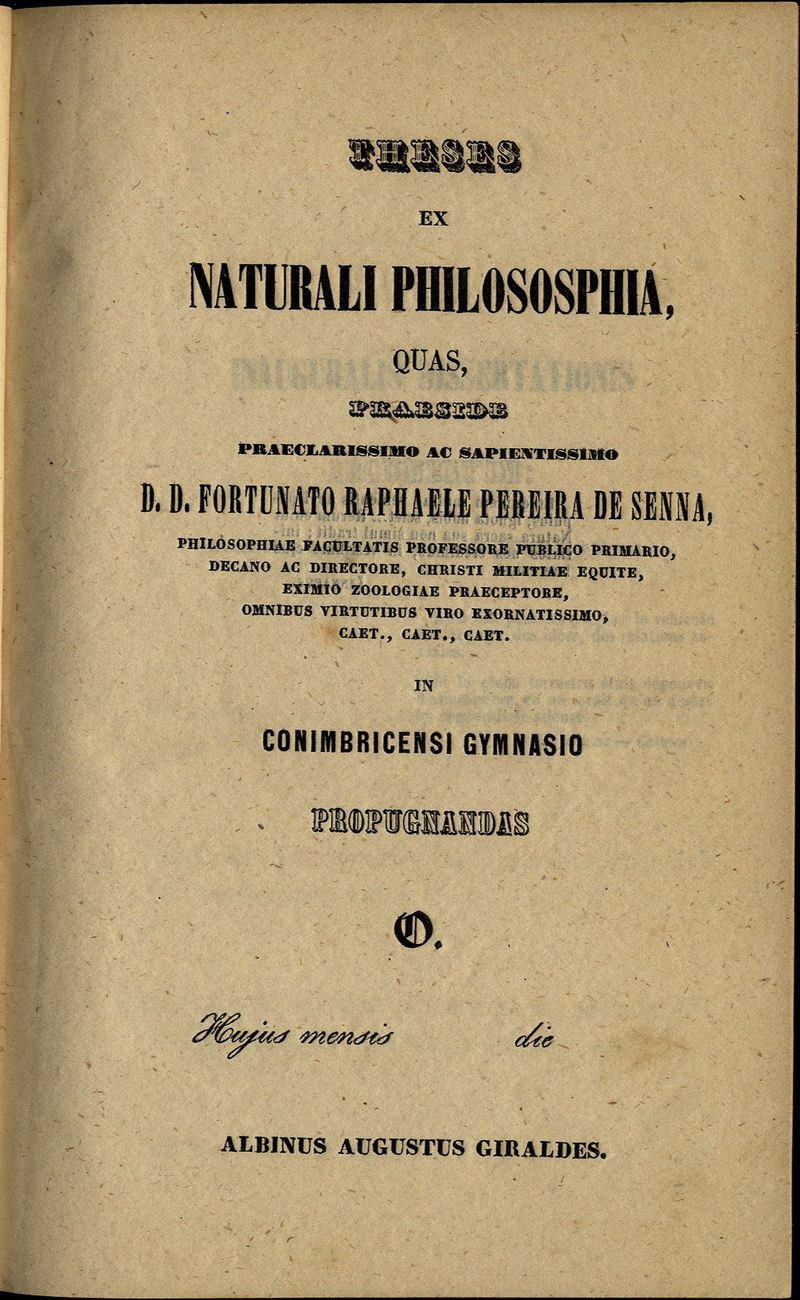 THESES
EX
NATURALI PHILOSOSPHIA,
QUAS,
PRAESIDE
PRAECLARISSIMO AC SAPIENTISSIMO
D. D. FORTUNATO RAPHAELE PEREIRA DE SENNA,
PHILOSOPHIAE FACULTATIS PROFESSORE PUBLICO PRIMARIO,
DECANO AC DIRECTORE, CHRISTI MILITIAE EQUITE,
EXIMIO ZOOLOGIAE PRAECEPTORE,
OMNIBUS VIRTUTIBUS VIRO EXORNATISSIMO,
CAET., CAET., CAET.
IN
CONIMBRICENSI GYMNASIO
PROPUGNANDAS
O.
Hujus mensis die
ALBINUS AUGUSTUS GIRALDES.